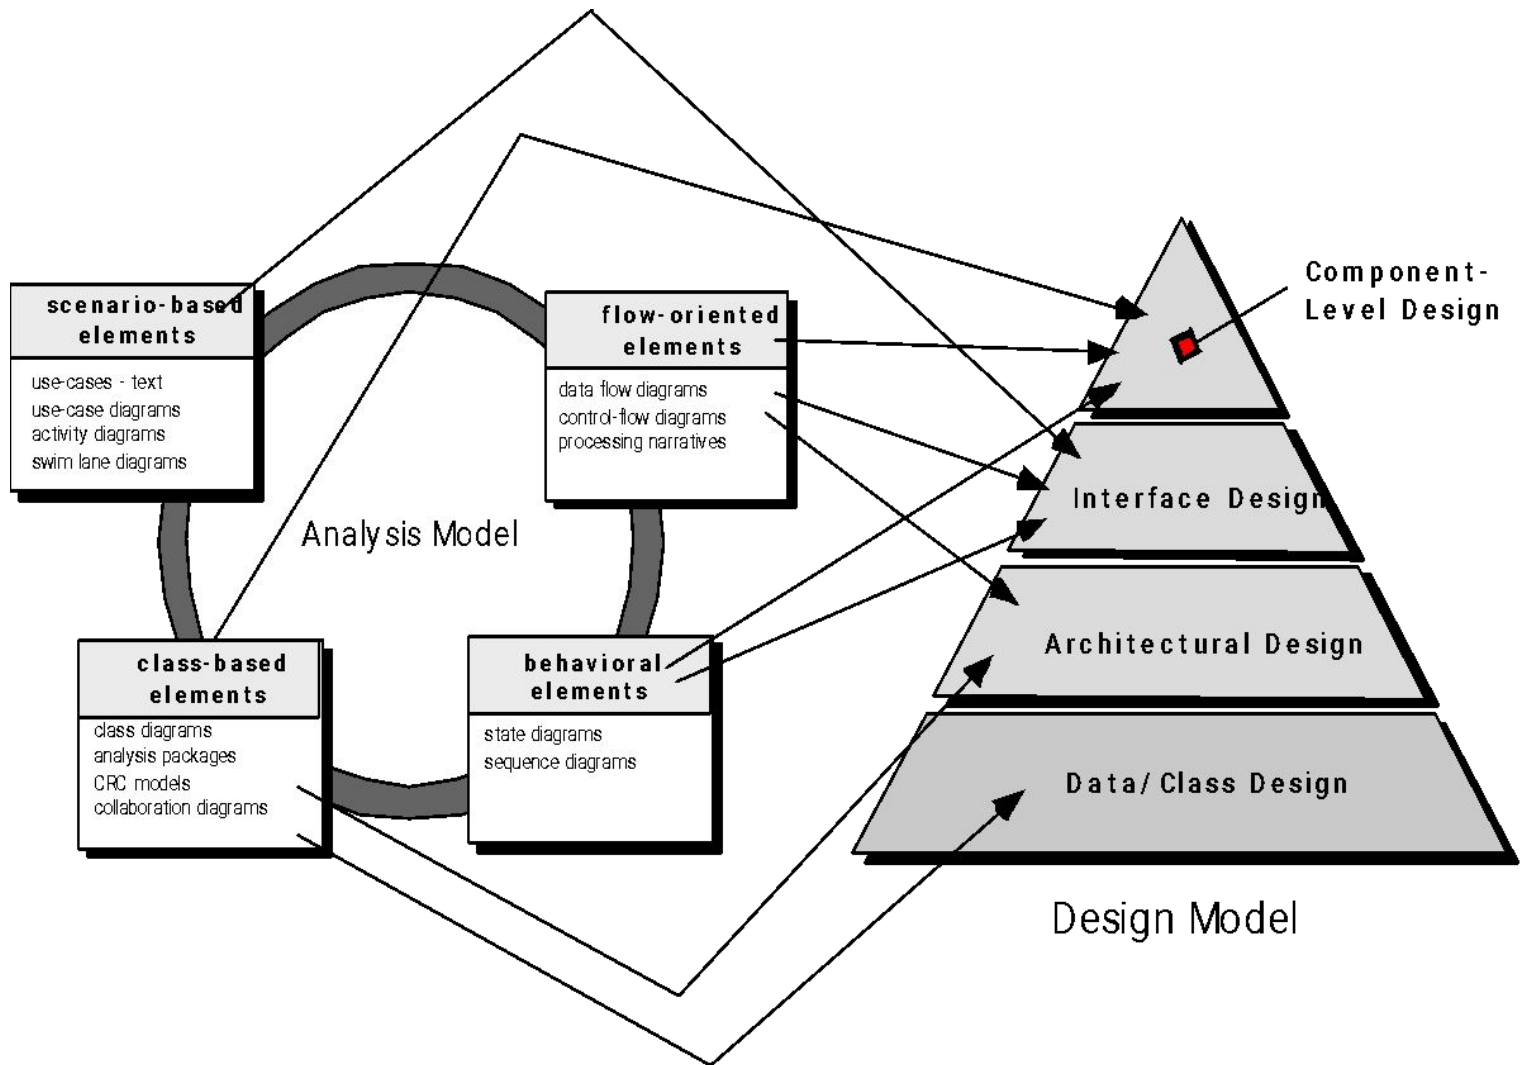 scenario-based
elements
use-cases - text
use-case diagrams
activity diagrams
swim lane diagrams
flow-oriented
elements
data flow diagrams
control-flow diagrams
processing narratives
Analysis Model
class-based
elements
class diagrams
analysis packages
CRC models
collaboration diagrams
behavioral
elements
state diagrams
sequence diagrams
Component-
Level Design
Interface Design
Architectural Design
Data/Class Design
Design Model